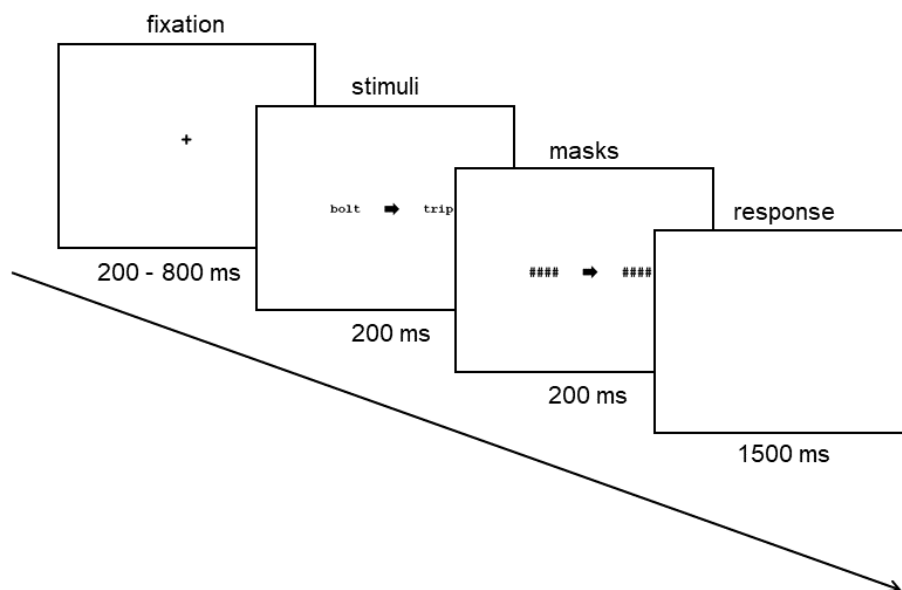 fixation
+
200 - 800 ms
stimuli
bolt ➡ trip
200 ms
masks
#### ➡ ####
200 ms
response
1500 ms